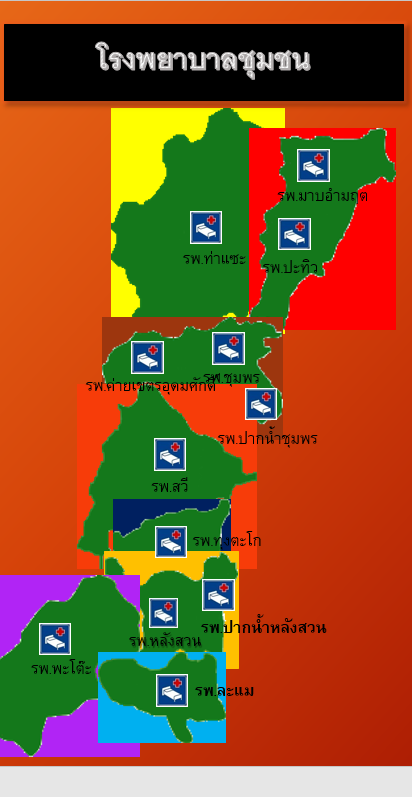 โรงพยาบาลชุมชน
รพ.มาบอำมฤต
รพ.ท่าแซะ
รพ.ปะทิว
รพ.ชุมพร
รพ.ค่ายเขตรอุดมศักดิ์
รพ.ปากน้ำชุมพร
รพ.สวี
รพ.ทุ่งตะโก
รพ.ปากน้ำหลังสวน
รพ.หลังสวน
รพ.พะโต๊ะ
รพ.ละแม